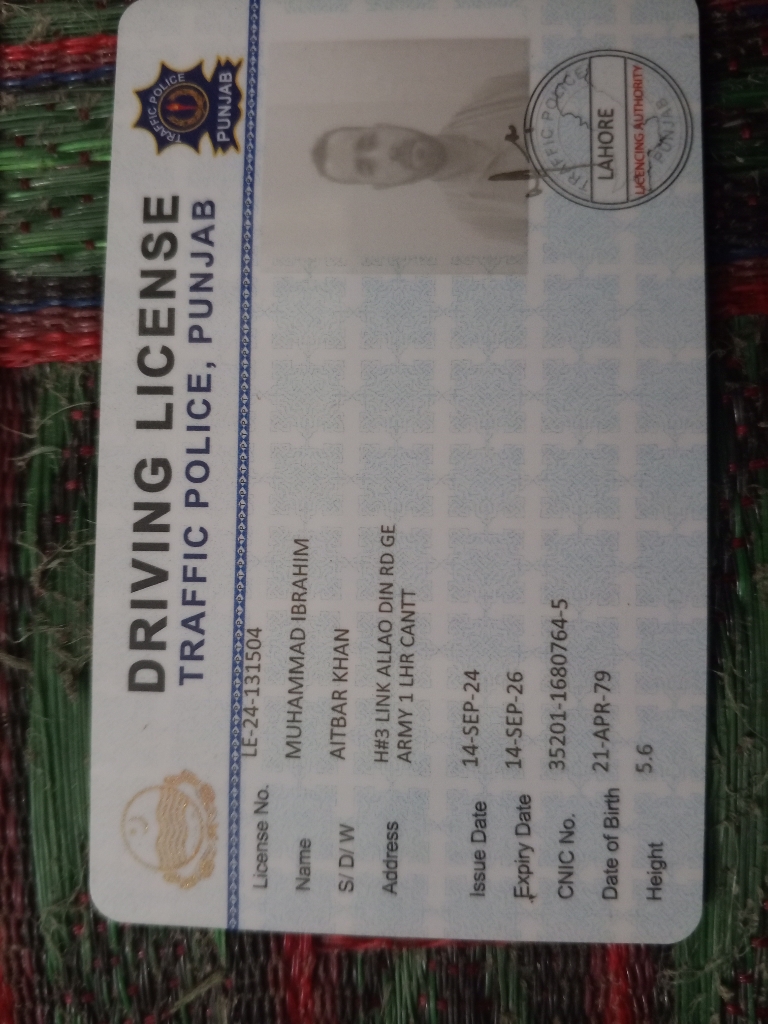 DRIVING LICENSE
TRAFFIC POLICE, PUNJAB
TRAFFIC POLICE
PUNJAB
License No. LE-24-131504
Name MUHAMMAD IBRAHIM
S/ D/ W AITBAR KHAN
Address H#3 LINK ALLAO DIN RD GE
ARMY 1 LHR CANTT
Issue Date 14-SEP-24
Expiry Date 14-SEP-26
CNIC No. 35201-1680764-5
Date of Birth 21-APR-79
Height 5.6
TRAFFIC POLICE
LAHORE
LICENCING AUTHORITY
PUNJAB